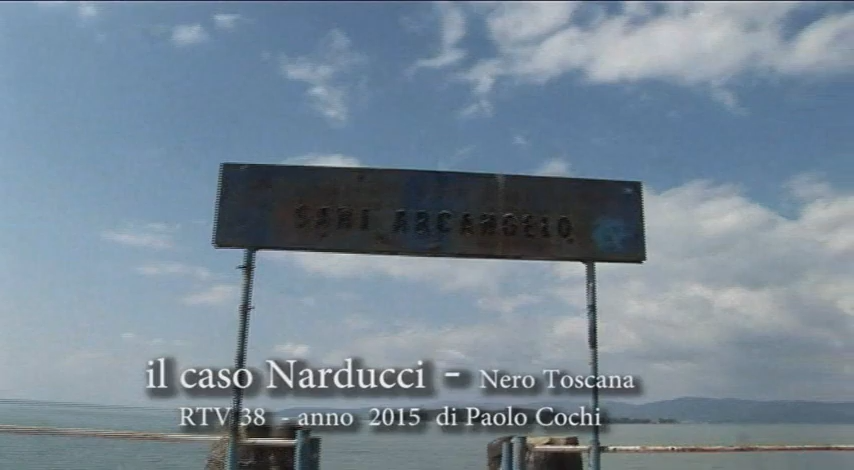 SANT ARCANGELO
il caso Narducci - Nero Toscana
RTV 38 - anno 2015 di Paolo Cochi